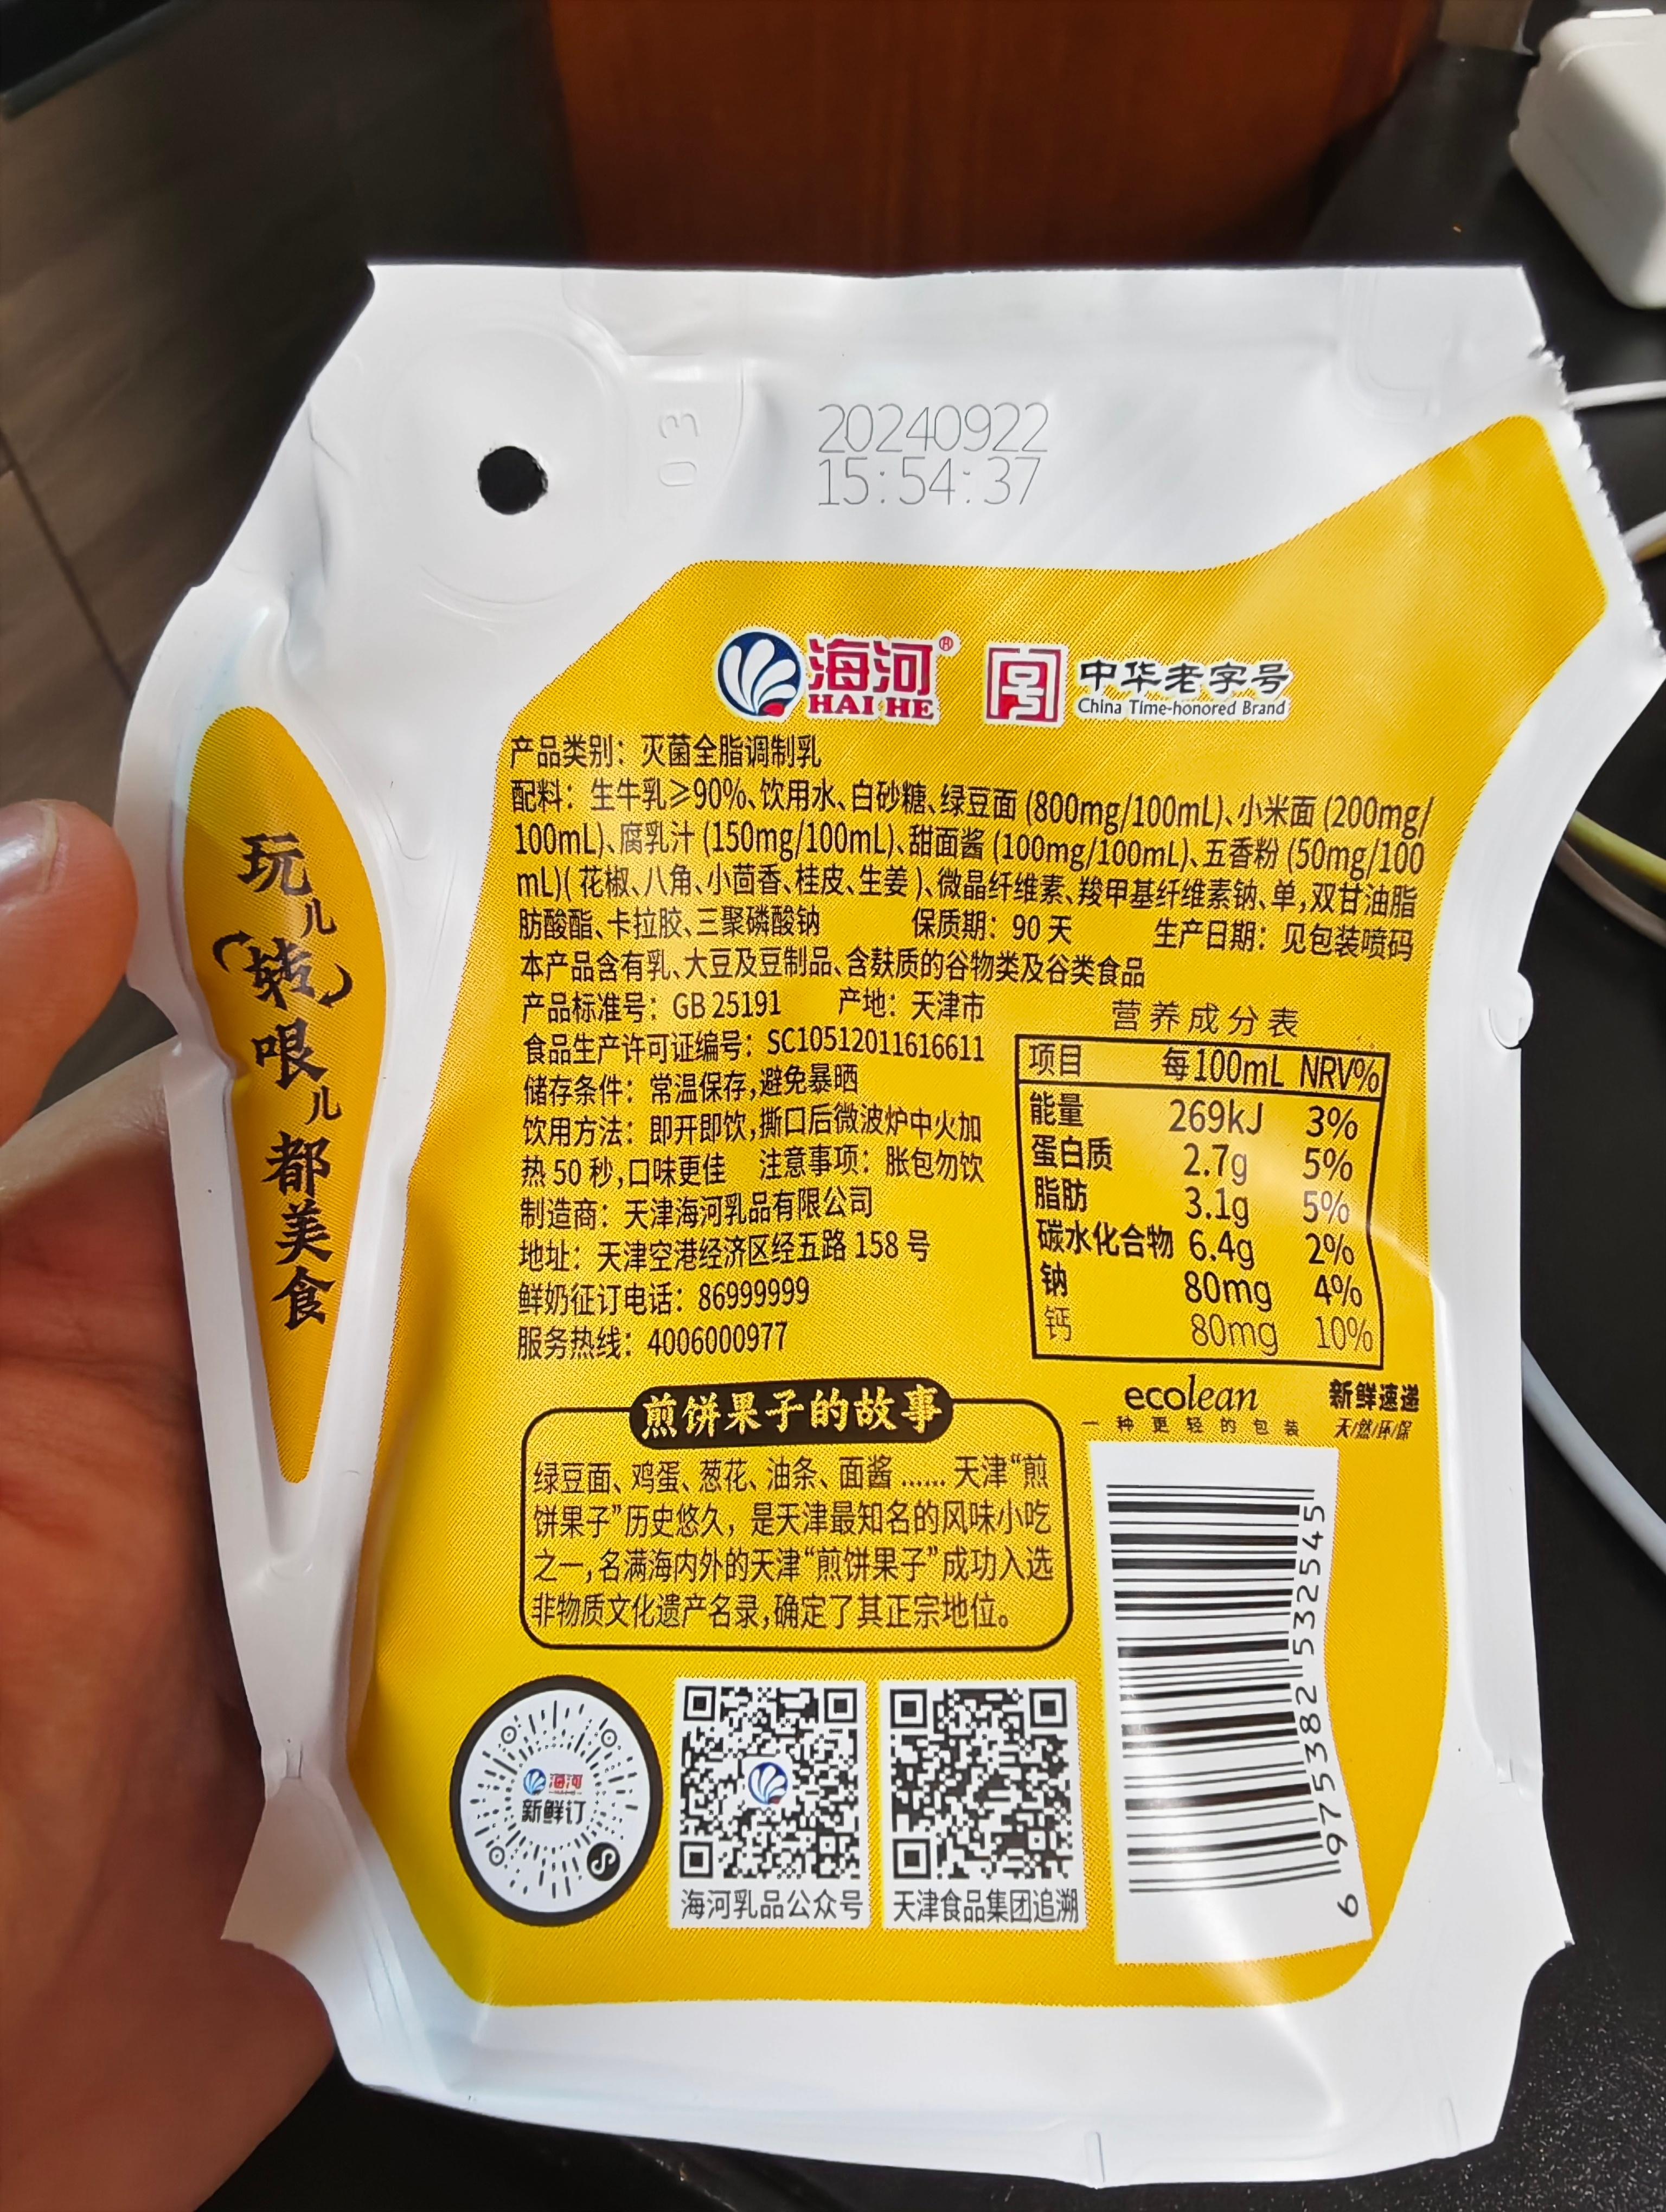 03
20240922
15:54:37
海河®
HAI HE
中华老字号
China Time-honored Brand
产品类别：灭菌全脂调制乳
配料：生牛乳≥90%、饮用水、白砂糖、绿豆面(800mg/100mL)、小米面(200mg/
100mL)、腐乳汁(150mg/100mL)、甜面酱(100mg/100mL)、五香粉(50mg/100
mL)(花椒、八角、小茴香、桂皮、生姜)、微晶纤维素、羧甲基纤维素钠、单,双甘油脂
肪酸酯、卡拉胶、三聚磷酸钠 保质期：90天 生产日期：见包装喷码
本产品含有乳、大豆及豆制品、含麸质的谷物类及谷类食品
产品标准号：GB 25191 产地：天津市
食品生产许可证编号：SC10512011616611
储存条件：常温保存,避免暴晒
饮用方法：即开即饮,撕口后微波炉中火加
热50秒,口味更佳 注意事项：胀包勿饮
制造商：天津海河乳品有限公司
地址：天津空港经济区经五路158号
鲜奶征订电话：86999999
服务热线：4006000977
营养成分表
项目 每100mL NRV%
能量 269kJ 3%
蛋白质 2.7g 5%
脂肪 3.1g 5%
碳水化合物 6.4g 2%
钠 80mg 4%
钙 80mg 10%
ecolean
一种更轻的包装
新鲜速递
天/然/环/保
煎饼果子的故事
绿豆面、鸡蛋、葱花、油条、面酱……天津“煎
饼果子”历史悠久，是天津最知名的风味小吃
之一,名满海内外的天津“煎饼果子”成功入选
非物质文化遗产名录,确定了其正宗地位。
海河
新鲜订
海河乳品公众号
天津食品集团追溯
6 975382 532545
玩儿转哏儿都美食